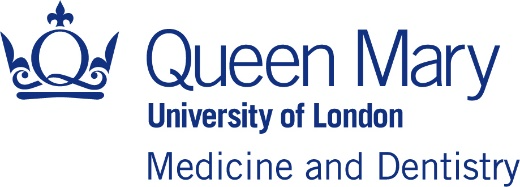 Queen Mary
University of London
Medicine and Dentistry